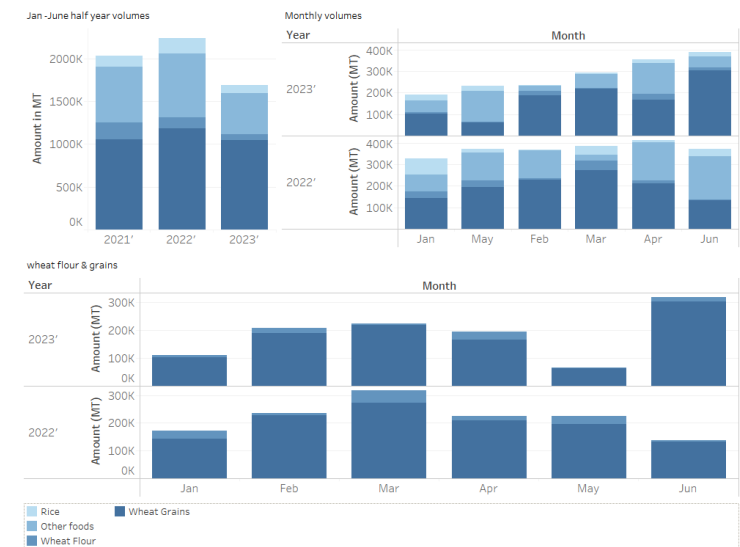 Jan -June half year volumes
Amount in MT
2000K
1500K
1000K
500K
0K
2021’
2022’
2023’
Monthly volumes
Year
Month
2023’
Amount (MT)
400K
300K
200K
100K
2022’
Amount (MT)
400K
300K
200K
100K
Jan
May
Feb
Mar
Apr
Jun
wheat flour & grains
Year
Month
2023’
Amount (MT)
300K
200K
100K
0K
2022’
Amount (MT)
300K
200K
100K
0K
Jan
Feb
Mar
Apr
May
Jun
Rice
Wheat Grains
Other foods
Wheat Flour